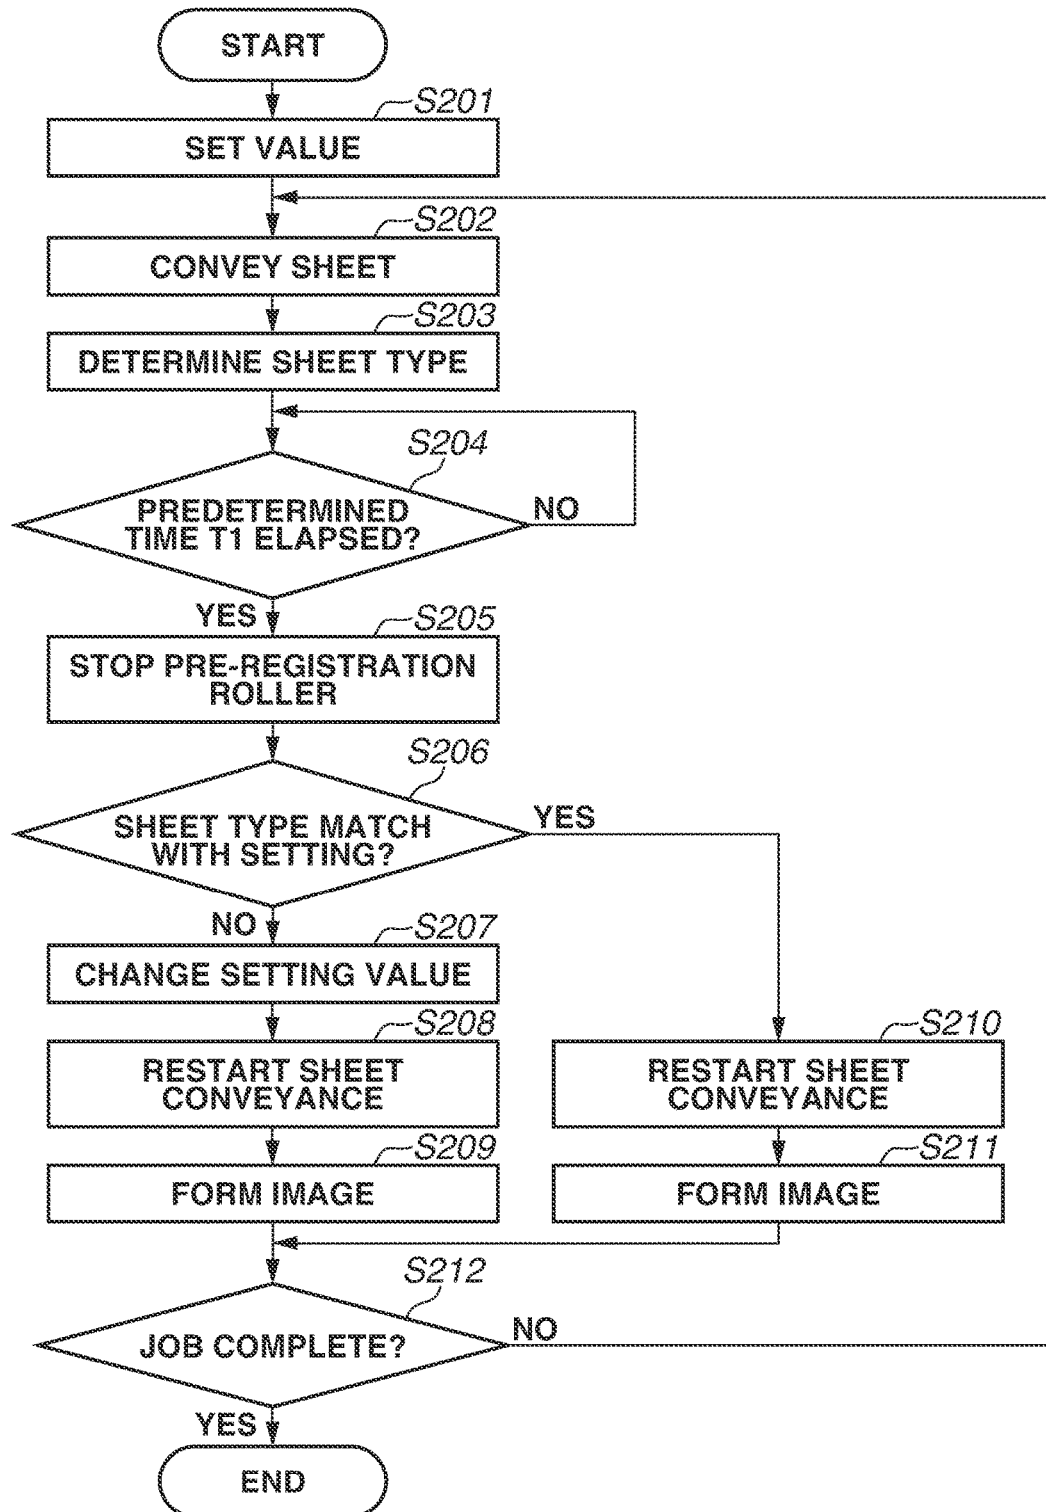 START
S201
SET VALUE
S202
CONVEY SHEET
S203
DETERMINE SHEET TYPE
S204
PREDETERMINED
TIME T1 ELAPSED?
NO
YES
S205
STOP PRE-REGISTRATION
ROLLER
S206
SHEET TYPE MATCH
WITH SETTING?
YES
NO
S207
CHANGE SETTING VALUE
S208
RESTART SHEET
CONVEYANCE
S210
RESTART SHEET
CONVEYANCE
S209
FORM IMAGE
S211
FORM IMAGE
S212
JOB COMPLETE?
NO
YES
END